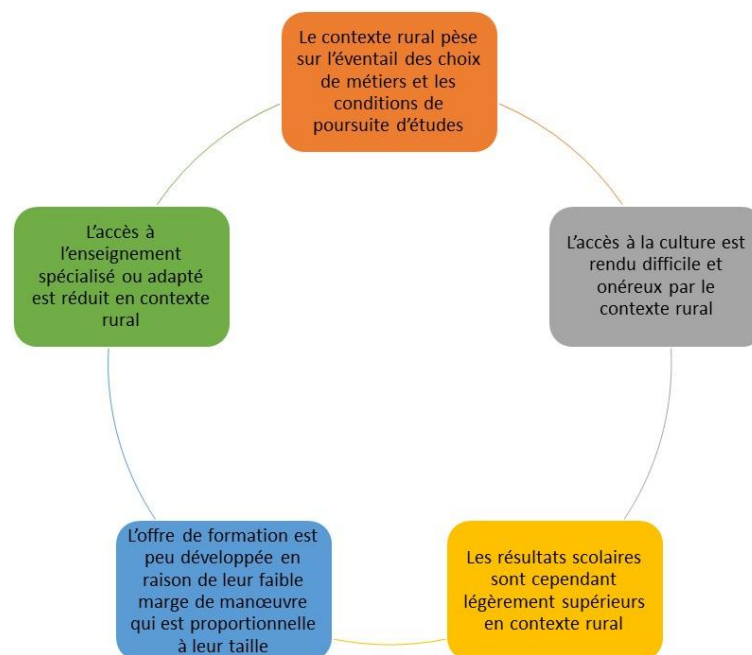 Le contexte rural pèse
sur l’éventail des choix
de métiers et les
conditions de
poursuite d’études
L’accès à
l’enseignement
spécialisé ou adapté
est réduit en contexte
rural
L’accès à la culture est
rendu difficile et
onéreux par le
contexte rural
L’offre de formation est
peu développée en
raison de leur faible
marge de manœuvre
qui est proportionnelle
à leur taille
Les résultats scolaires
sont cependant
légèrement supérieurs
en contexte rural